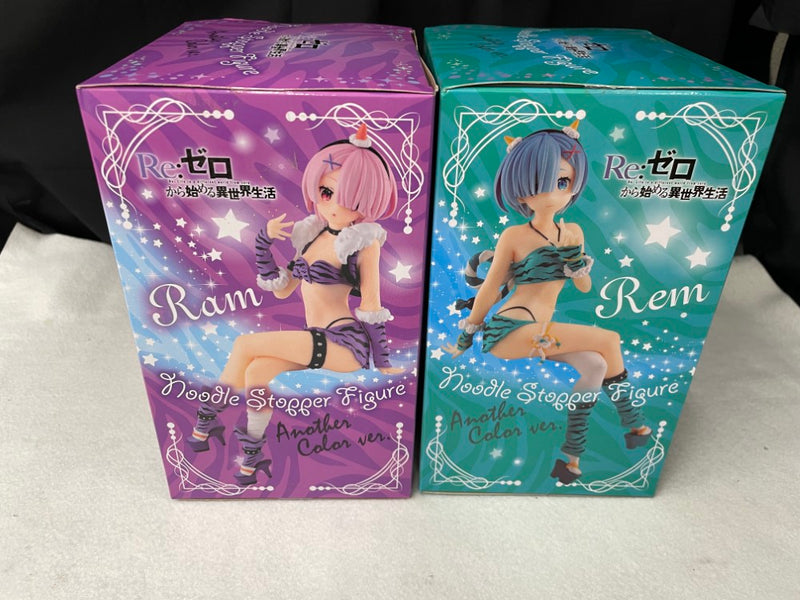 Re:ゼロ
から始める異世界生活
Ram
Noodle Stopper Figure
Another
Color ver.
Re:ゼロ
から始める異世界生活
Rem
Noodle Stopper Figure
Another
Color ver.